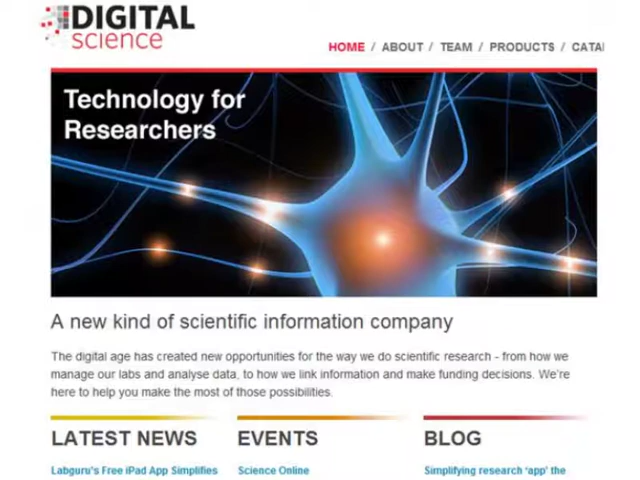 DIGITAL
science
HOME / ABOUT / TEAM / PRODUCTS / CATA
Technology for
Researchers
A new kind of scientific information company
The digital age has created new opportunities for the way we do scientific research - from how we
manage our labs and analyse data, to how we link information and make funding decisions. We're
here to help you make the most of those possibilities.
LATEST NEWS
EVENTS
BLOG
Labguru's Free iPad App Simplifies
Science Online
Simplifying research 'app' the